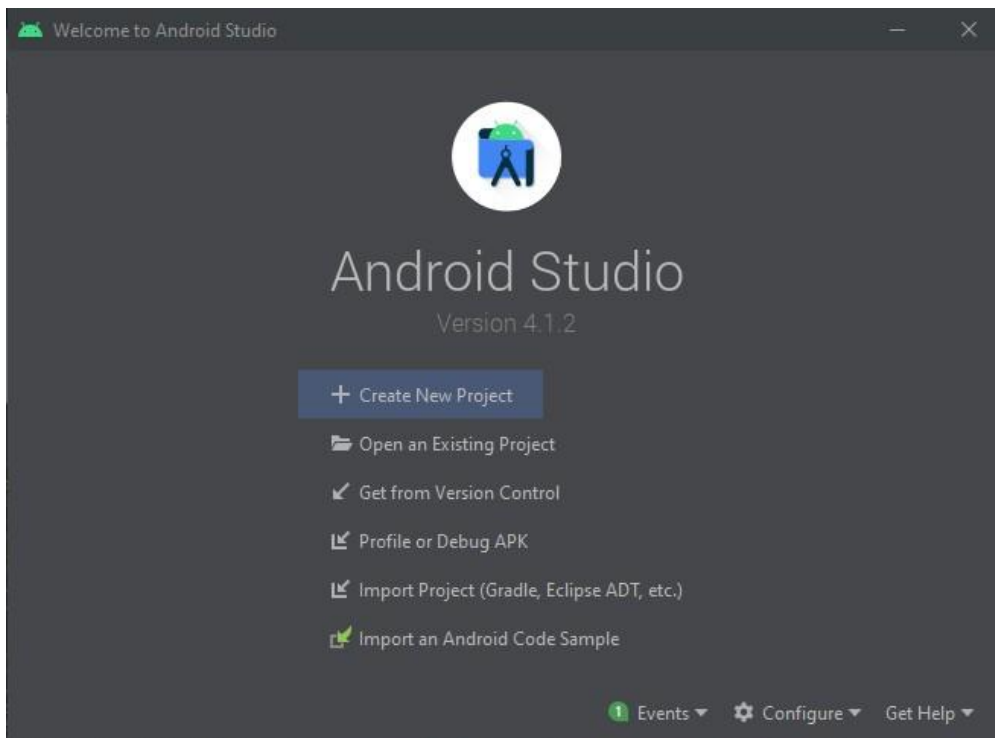 Welcome to Android Studio
Android Studio
Version 4.1.2
Create New Project
Open an Existing Project
Get from Version Control
Profile or Debug APK
Import Project (Gradle, Eclipse ADT, etc.)
Import an Android Code Sample
1 Events Configure Get Help